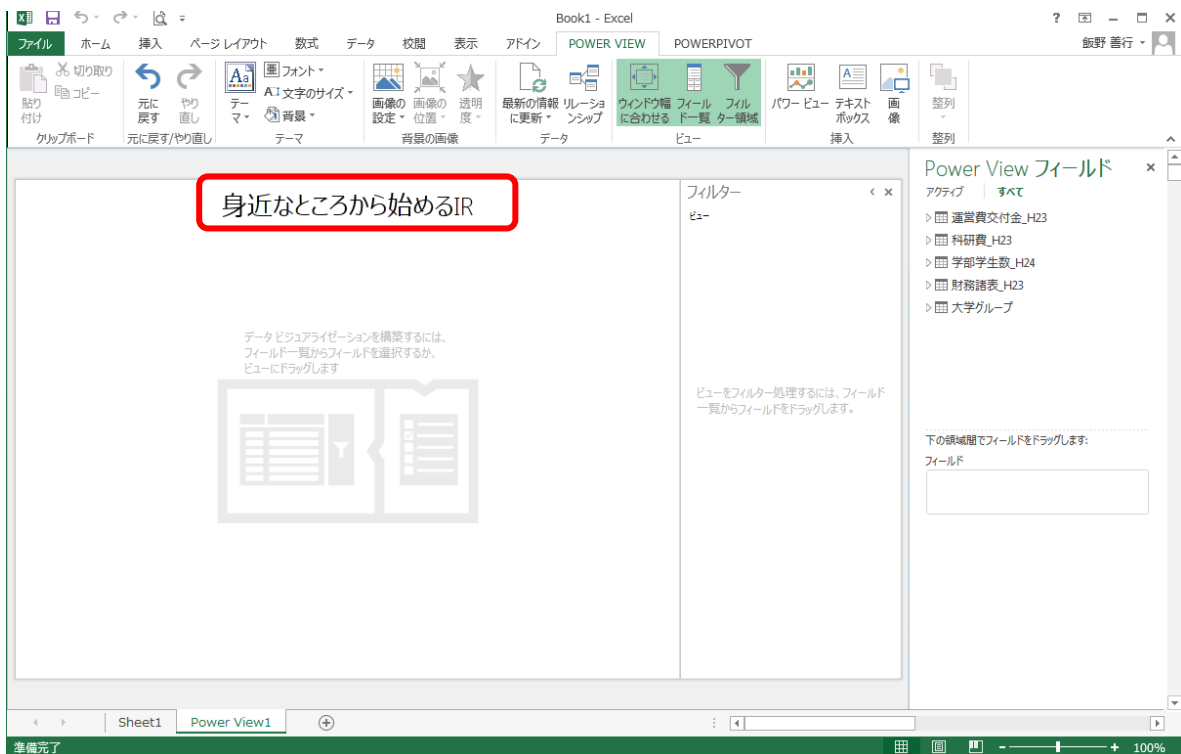 Book1 - Excel
ファイル ホーム 挿入 ページ レイアウト 数式 データ 校閲 表示 アドイン POWER VIEW POWERPIVOT 飯野 善行
貼り
付け
切り取り
コピー
クリップボード
元に
戻す
やり
直し
元に戻す/やり直し
テー
マ
フォント
文字のサイズ
背景
テーマ
画像の
設定
画像の
位置
透明
度
背景の画像
最新の情報
に更新
リレーショ
ンシップ
データ
ウィンドウ幅
に合わせる
フィール
ド一覧
フィル
ター領域
ビュー
パワー ビュー
テキスト
ボックス
画
像
挿入
整列
整列
身近なところから始めるIR
データ ビジュアライゼーションを構築するには、
フィールド一覧からフィールドを選択するか、
ビューにドラッグします
フィルター
ビュー
ビューをフィルター処理するには、フィールド
一覧からフィールドをドラッグします。
Power View フィールド
アクティブ すべて
運営費交付金_H23
科研費_H23
学部学生数_H24
財務諸表_H23
大学グループ
下の領域間でフィールドをドラッグします:
フィールド
Sheet1 Power View1
準備完了 100%